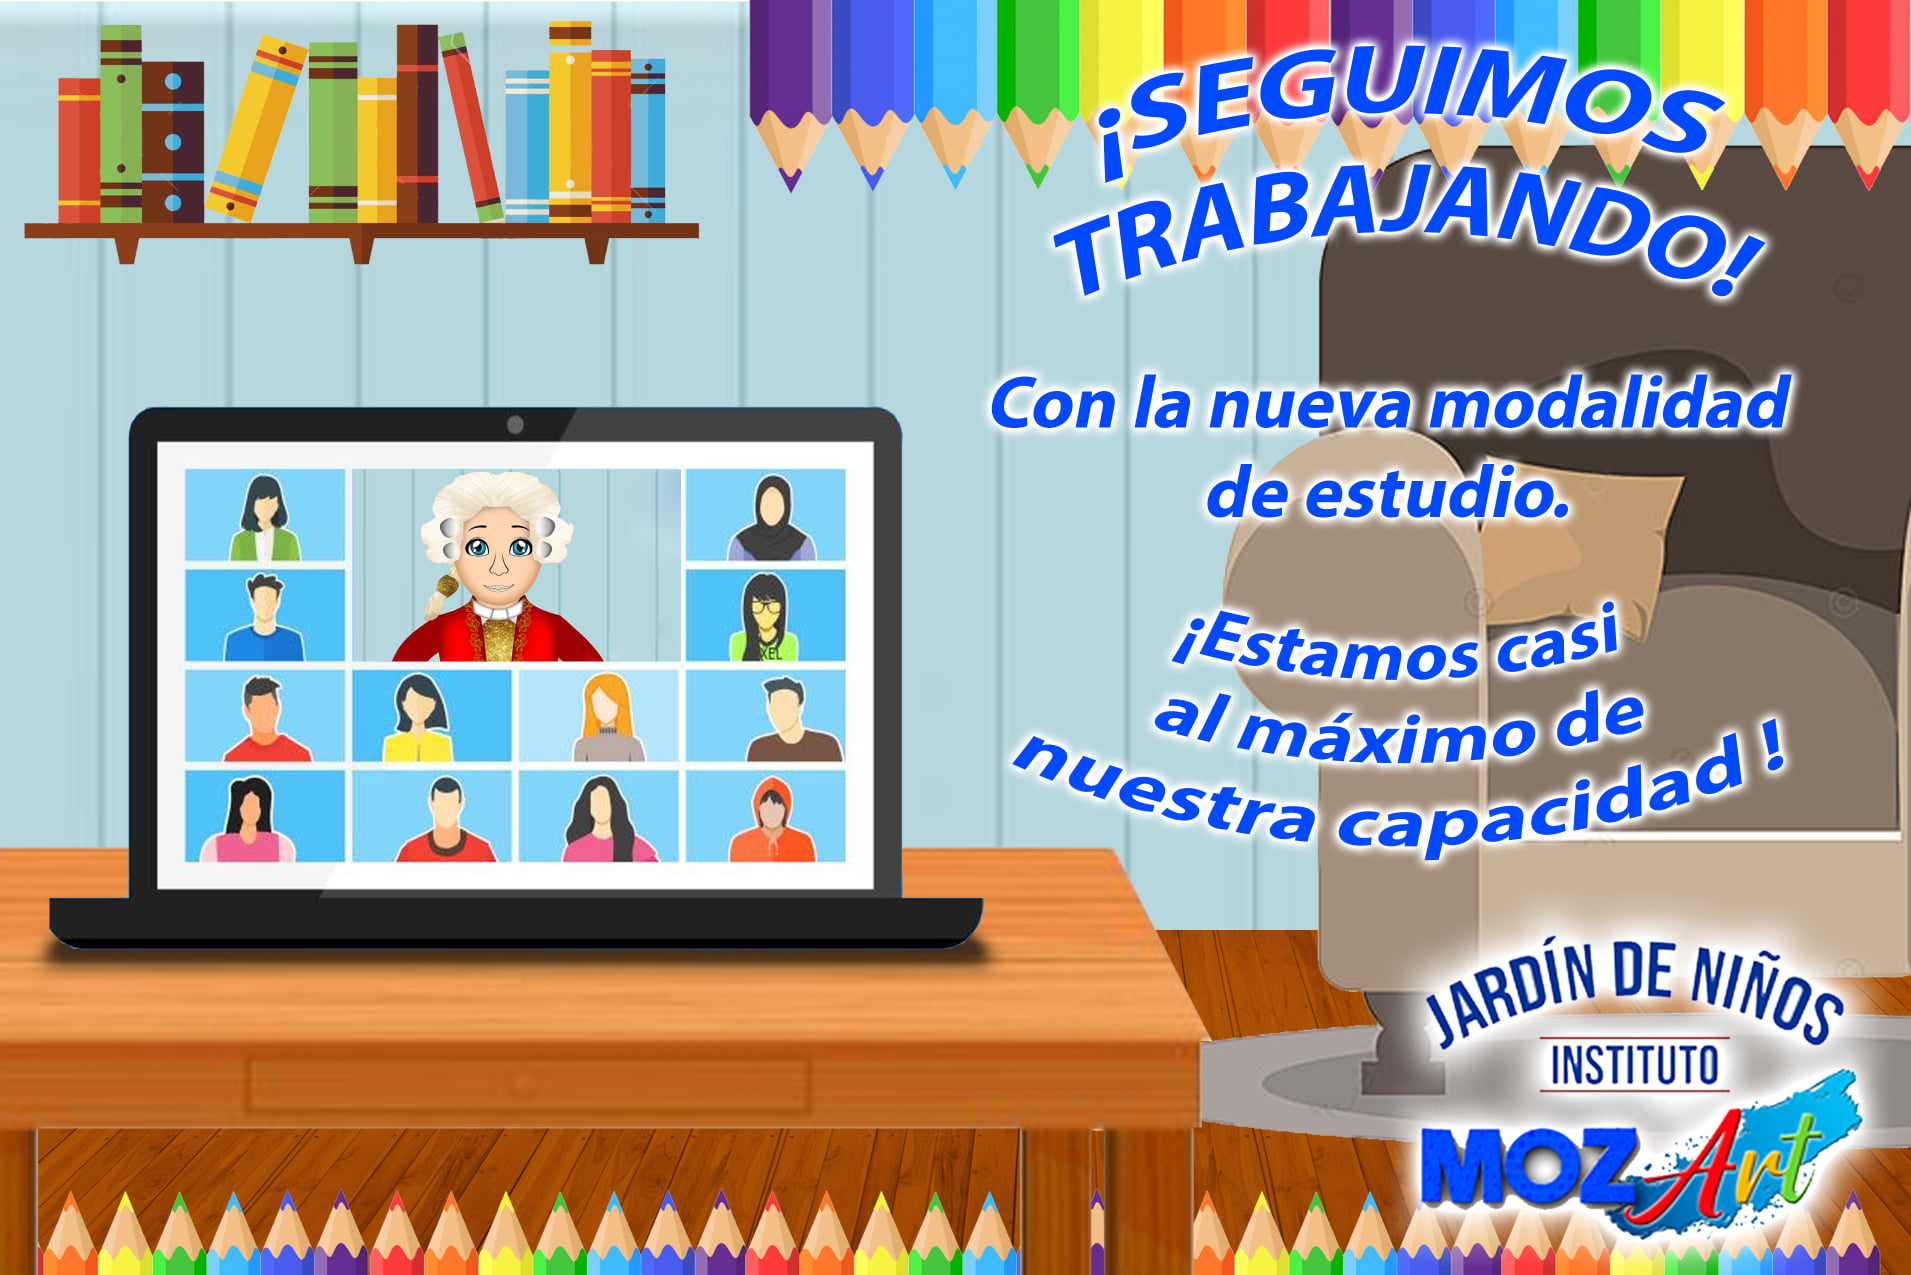 ¡SEGUIMOS
TRABAJANDO!
Con la nueva modalidad
de estudio.
¡Estamos casi
al máximo de
nuestra capacidad !
XEL
JARDÍN DE NIÑOS
INSTITUTO
MOZArt